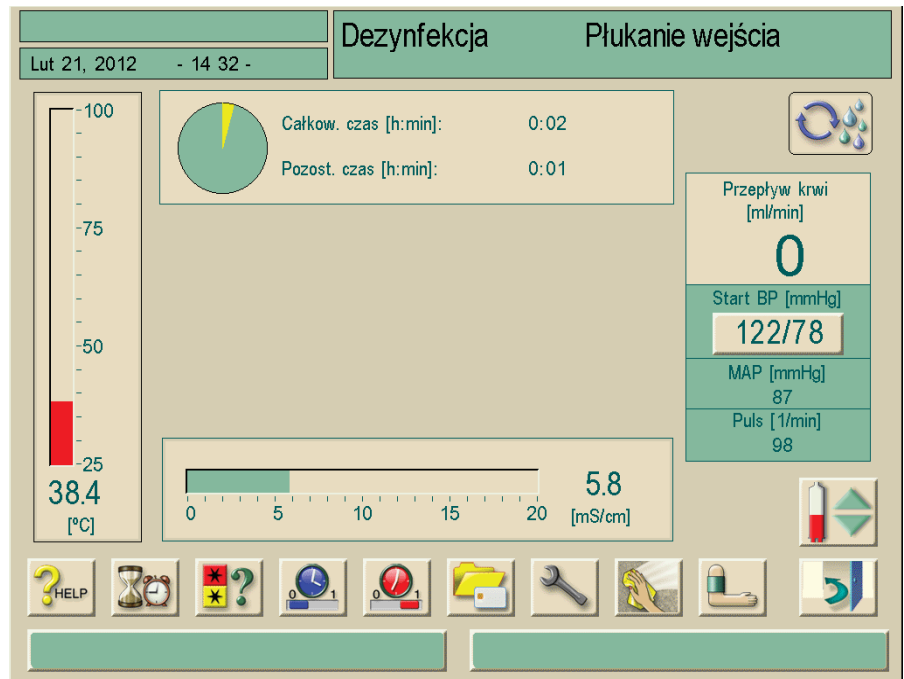 Dezynfekcja Płukanie wejścia
Lut 21, 2012 - 14 32 -
100
75
50
25
38.4
[ºC]
Całkow. czas [h:min]: 0:02
Pozost. czas [h:min]: 0:01
Przepływ krwi
[ml/min]
0
Start BP [mmHg]
122/78
MAP [mmHg]
87
Puls [1/min]
98
0 5 10 15 20
5.8
[mS/cm]
?HELP
?
0 1
0 1